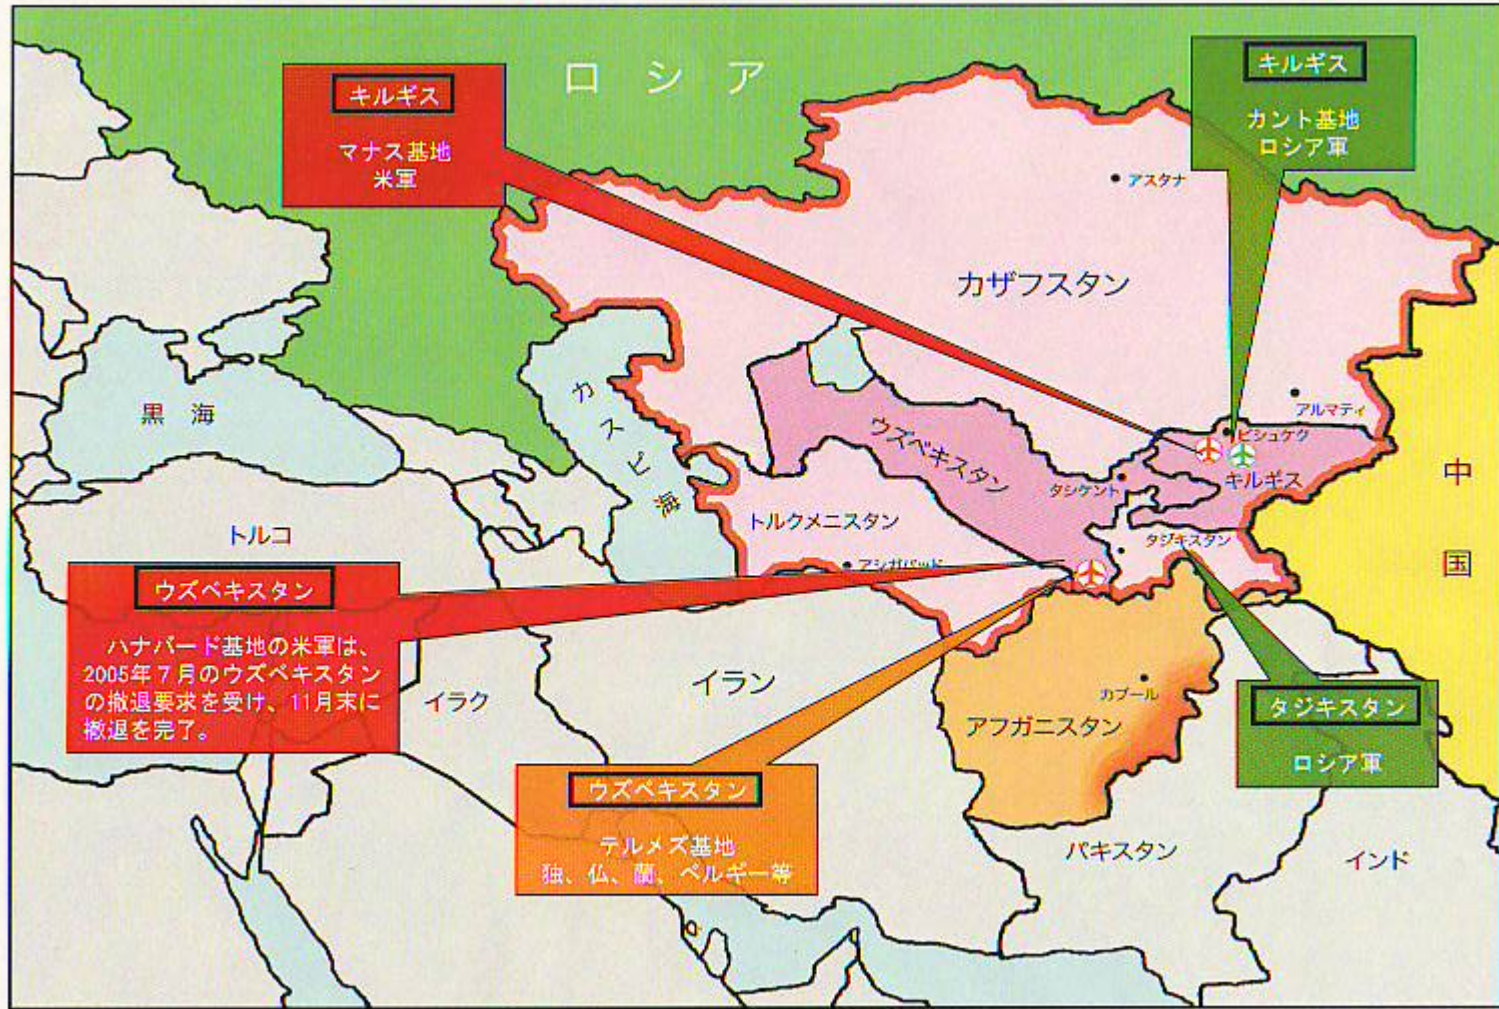 ロシア
キルギス
マナス基地
米軍
キルギス
カント基地
ロシア軍
アスタナ
カザフスタン
アルマティ
黒海
カスピ海
ウズベキスタン
ビシュケク
キルギス
タシケント
トルクメニスタン
タジキスタン
アシガバッド
中国
トルコ
ウズベキスタン
ハナバード基地の米軍は、
2005年7月のウズベキスタン
の撤退要求を受け、11月末に
撤退を完了。
イラク
イラン
カブール
アフガニスタン
タジキスタン
ロシア軍
ウズベキスタン
テルメズ基地
独、仏、蘭、ベルギー等
パキスタン
インド